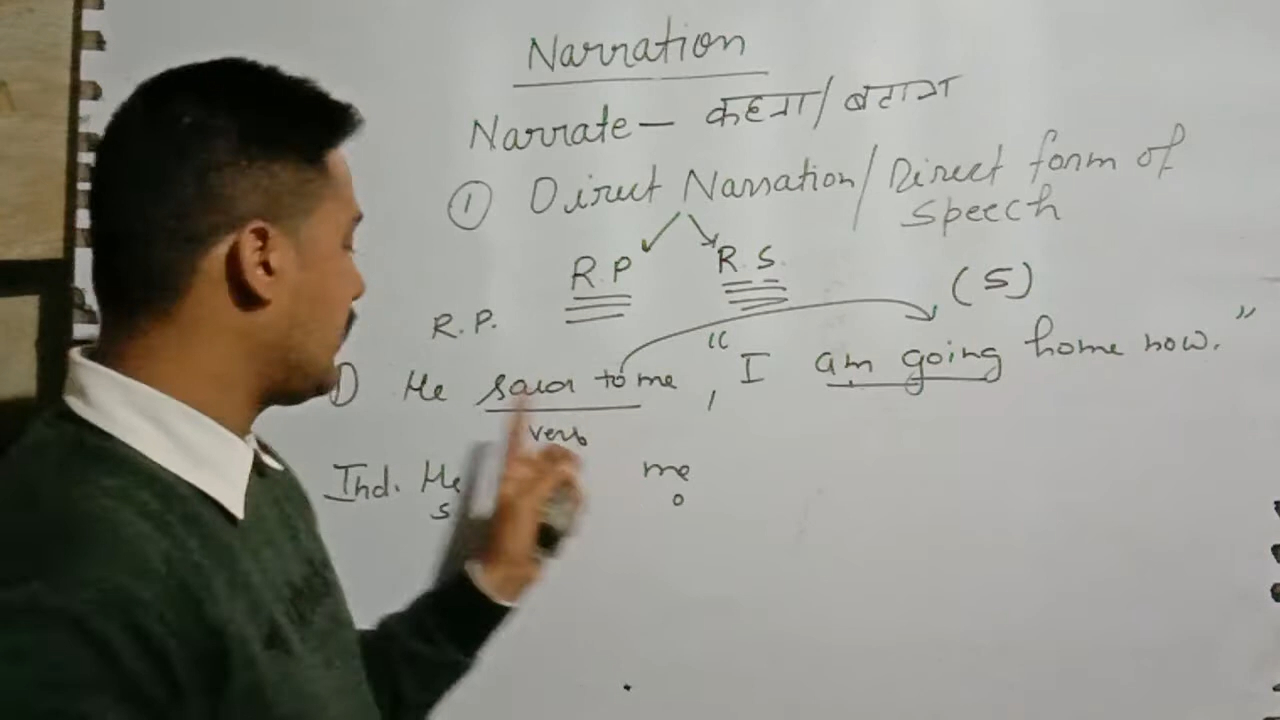 Narration
Narrate – कहना/बताना
① Direct Narration/Direct form of
speech
R.P R.S.
R.P. (S)
D He said to me, "I am going home now."
verb
Ind. He me
S o